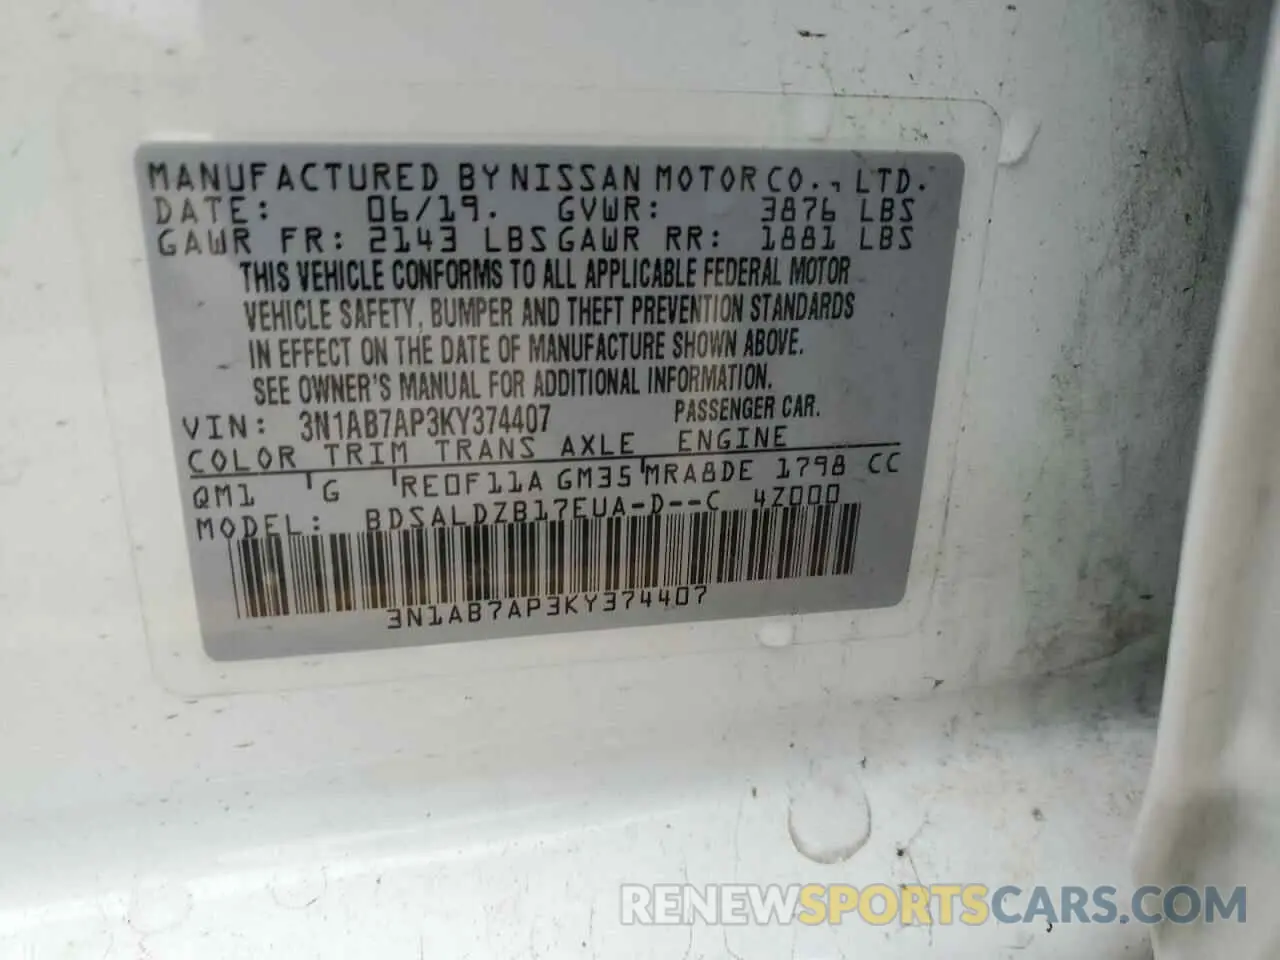 MANUFACTURED BY NISSAN MOTOR CO., LTD.
DATE: 06/19. GVWR: 3876 LBS
GAWR FR: 2143 LBS GAWR RR: 1881 LBS
THIS VEHICLE CONFORMS TO ALL APPLICABLE FEDERAL MOTOR
VEHICLE SAFETY, BUMPER AND THEFT PREVENTION STANDARDS
IN EFFECT ON THE DATE OF MANUFACTURE SHOWN ABOVE.
SEE OWNER'S MANUAL FOR ADDITIONAL INFORMATION.
VIN: 3N1AB7AP3KY374407 PASSENGER CAR.
COLOR TRIM TRANS AXLE ENGINE
QM1 G RE0F11A GM35 MRA8DE 1798 CC
MODEL: BDSALDZB17EUA-D--C 4Z000
3N1AB7AP3KY374407
RENEWSPORTSCARS.COM